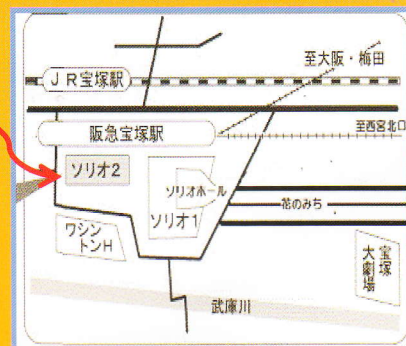 至大阪・梅田
JR宝塚駅
阪急宝塚駅
至西宮北口
ソリオ2
ソリオホール
ソリオ1
花のみち
ワシン
トンH
宝塚
大劇場
武庫川